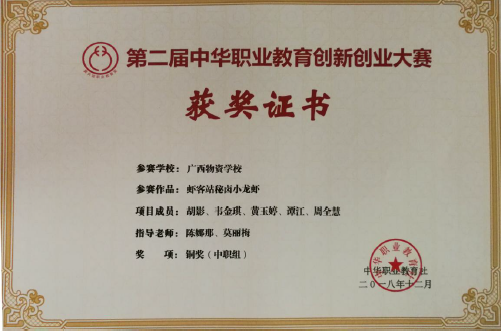 第二届中华职业教育创新创业大赛
获奖证书
参赛学校：广西物资学校
参赛作品：虾客站秘卤小龙虾
项目成员：胡影、韦金琪、黄玉婷、潭江、周全慧
指导老师：陈娜那、莫丽梅
奖 项：铜奖（中职组）
中华职业教育社
二〇一八年十二月